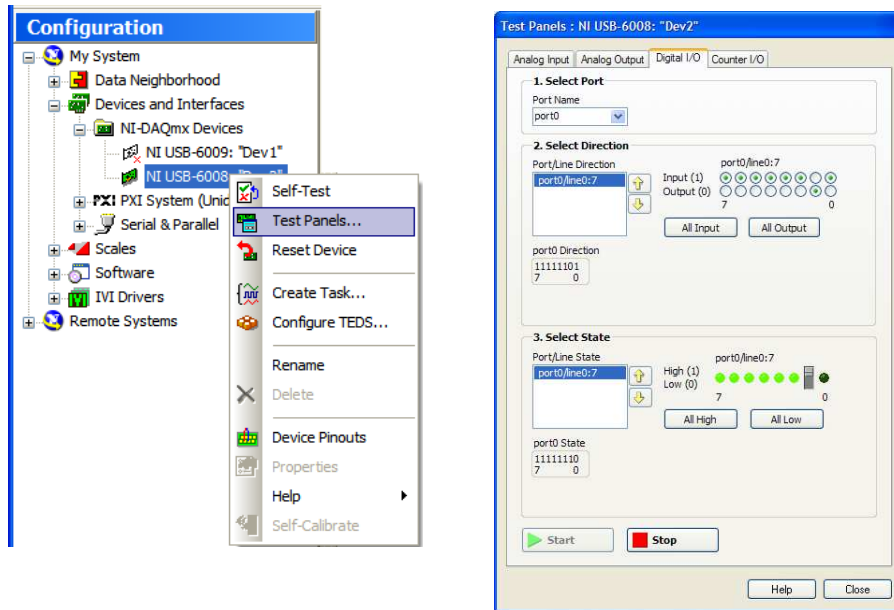 Configuration
My System
Data Neighborhood
Devices and Interfaces
NI-DAQmx Devices
NI USB-6009: "Dev1"
NI USB-6008:
PXI PXI System (Unid
Serial & Parallel
Scales
Software
IVI Drivers
Remote Systems
Self-Test
Test Panels...
Reset Device
Create Task...
Configure TEDS...
Rename
Delete
Device Pinouts
Properties
Help
Self-Calibrate
Test Panels : NI USB-6008: "Dev2"
Analog Input Analog Output Digital I/O Counter I/O
1. Select Port
Port Name
port0
2. Select Direction
Port/Line Direction port0/line0:7
port0/line0:7 Input (1)
Output (0)
7 0
All Input All Output
port0 Direction
11111101
7 0
3. Select State
Port/Line State port0/line0:7
port0/line0:7 High (1)
Low (0)
7 0
All High All Low
port0 State
11111110
7 0
Start Stop
Help Close